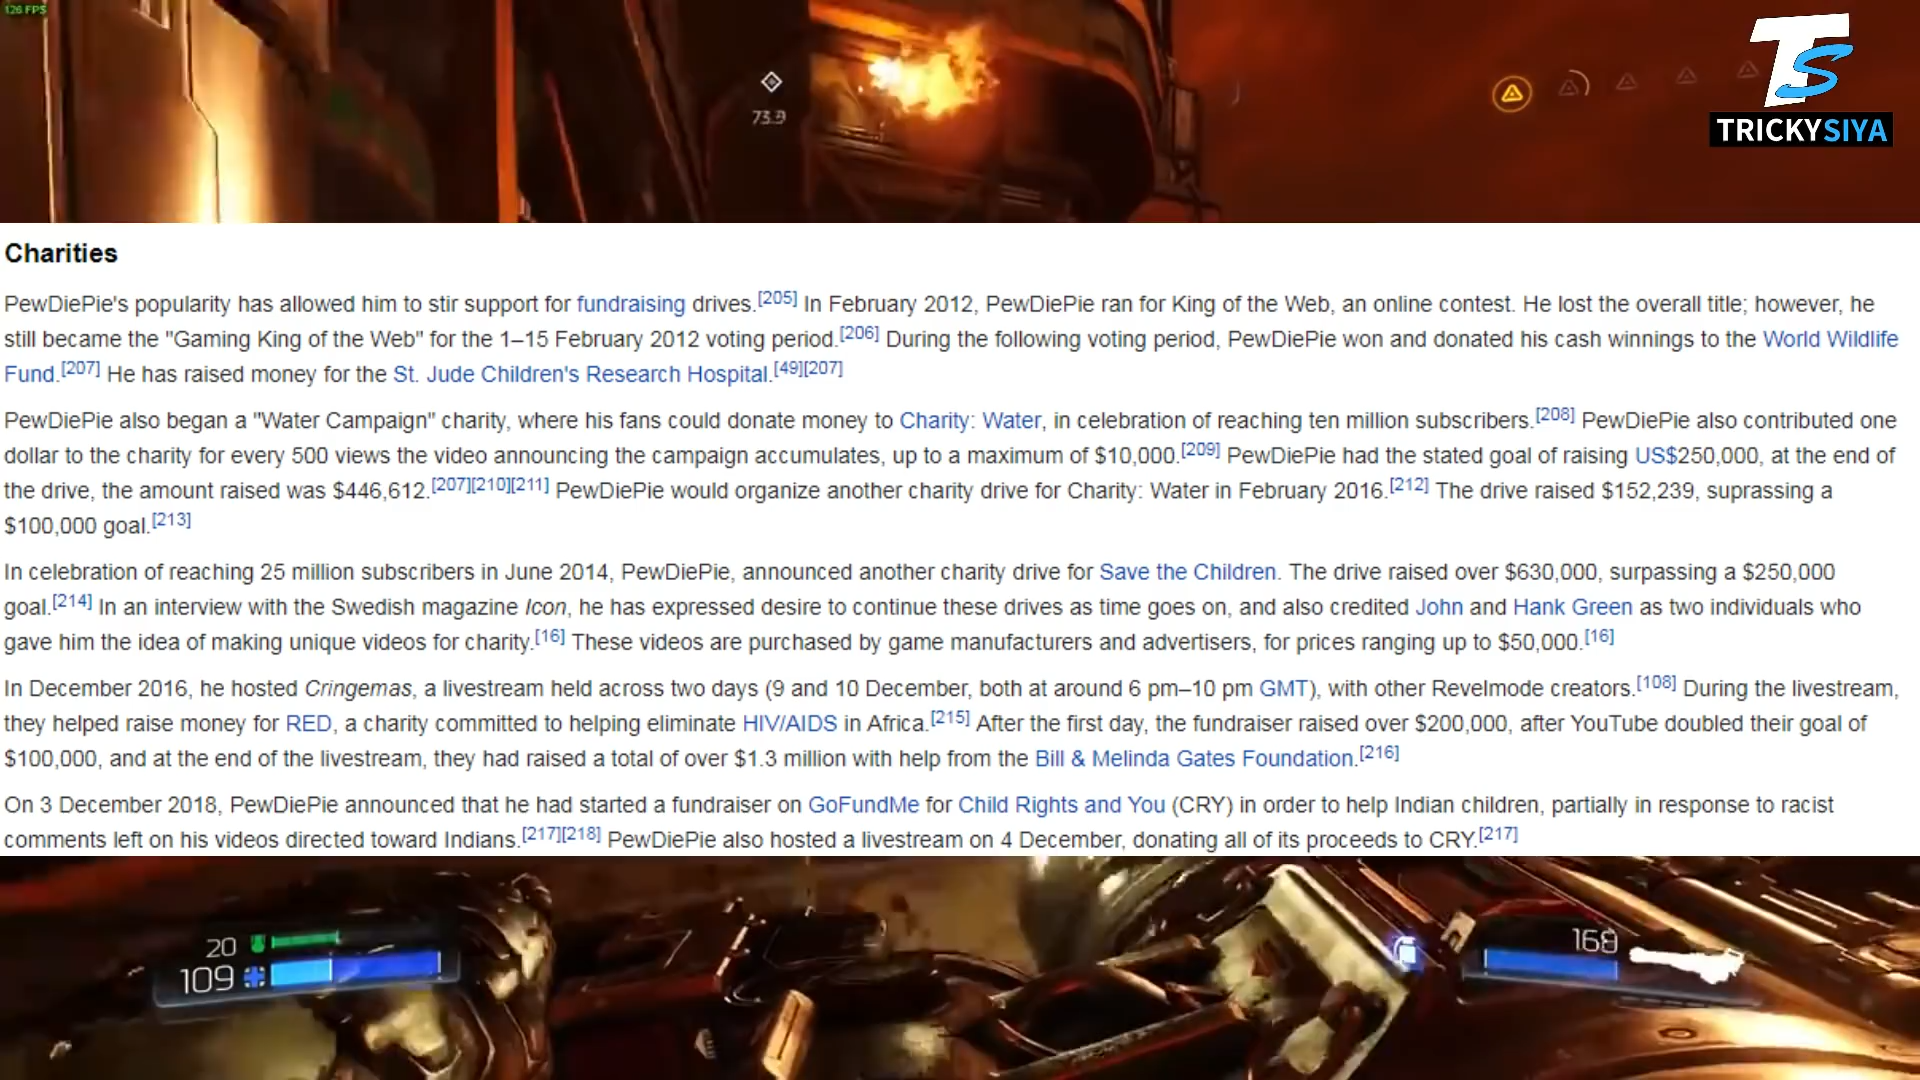 126 FPS
73.9
TS
TRICKYSIYA
Charities
PewDiePie's popularity has allowed him to stir support for fundraising drives.[205] In February 2012, PewDiePie ran for King of the Web, an online contest. He lost the overall title; however, he
still became the "Gaming King of the Web" for the 1–15 February 2012 voting period.[206] During the following voting period, PewDiePie won and donated his cash winnings to the World Wildlife
Fund.[207] He has raised money for the St. Jude Children's Research Hospital.[49][207]
PewDiePie also began a "Water Campaign" charity, where his fans could donate money to Charity: Water, in celebration of reaching ten million subscribers.[208] PewDiePie also contributed one
dollar to the charity for every 500 views the video announcing the campaign accumulates, up to a maximum of $10,000.[209] PewDiePie had the stated goal of raising US$250,000, at the end of
the drive, the amount raised was $446,612.[207][210][211] PewDiePie would organize another charity drive for Charity: Water in February 2016.[212] The drive raised $152,239, suprassing a
$100,000 goal.[213]
In celebration of reaching 25 million subscribers in June 2014, PewDiePie, announced another charity drive for Save the Children. The drive raised over $630,000, surpassing a $250,000
goal.[214] In an interview with the Swedish magazine Icon, he has expressed desire to continue these drives as time goes on, and also credited John and Hank Green as two individuals who
gave him the idea of making unique videos for charity.[16] These videos are purchased by game manufacturers and advertisers, for prices ranging up to $50,000.[16]
In December 2016, he hosted Cringemas, a livestream held across two days (9 and 10 December, both at around 6 pm–10 pm GMT), with other Revelmode creators.[108] During the livestream,
they helped raise money for RED, a charity committed to helping eliminate HIV/AIDS in Africa.[215] After the first day, the fundraiser raised over $200,000, after YouTube doubled their goal of
$100,000, and at the end of the livestream, they had raised a total of over $1.3 million with help from the Bill & Melinda Gates Foundation.[216]
On 3 December 2018, PewDiePie announced that he had started a fundraiser on GoFundMe for Child Rights and You (CRY) in order to help Indian children, partially in response to racist
comments left on his videos directed toward Indians.[217][218] PewDiePie also hosted a livestream on 4 December, donating all of its proceeds to CRY.[217]
20
109
168